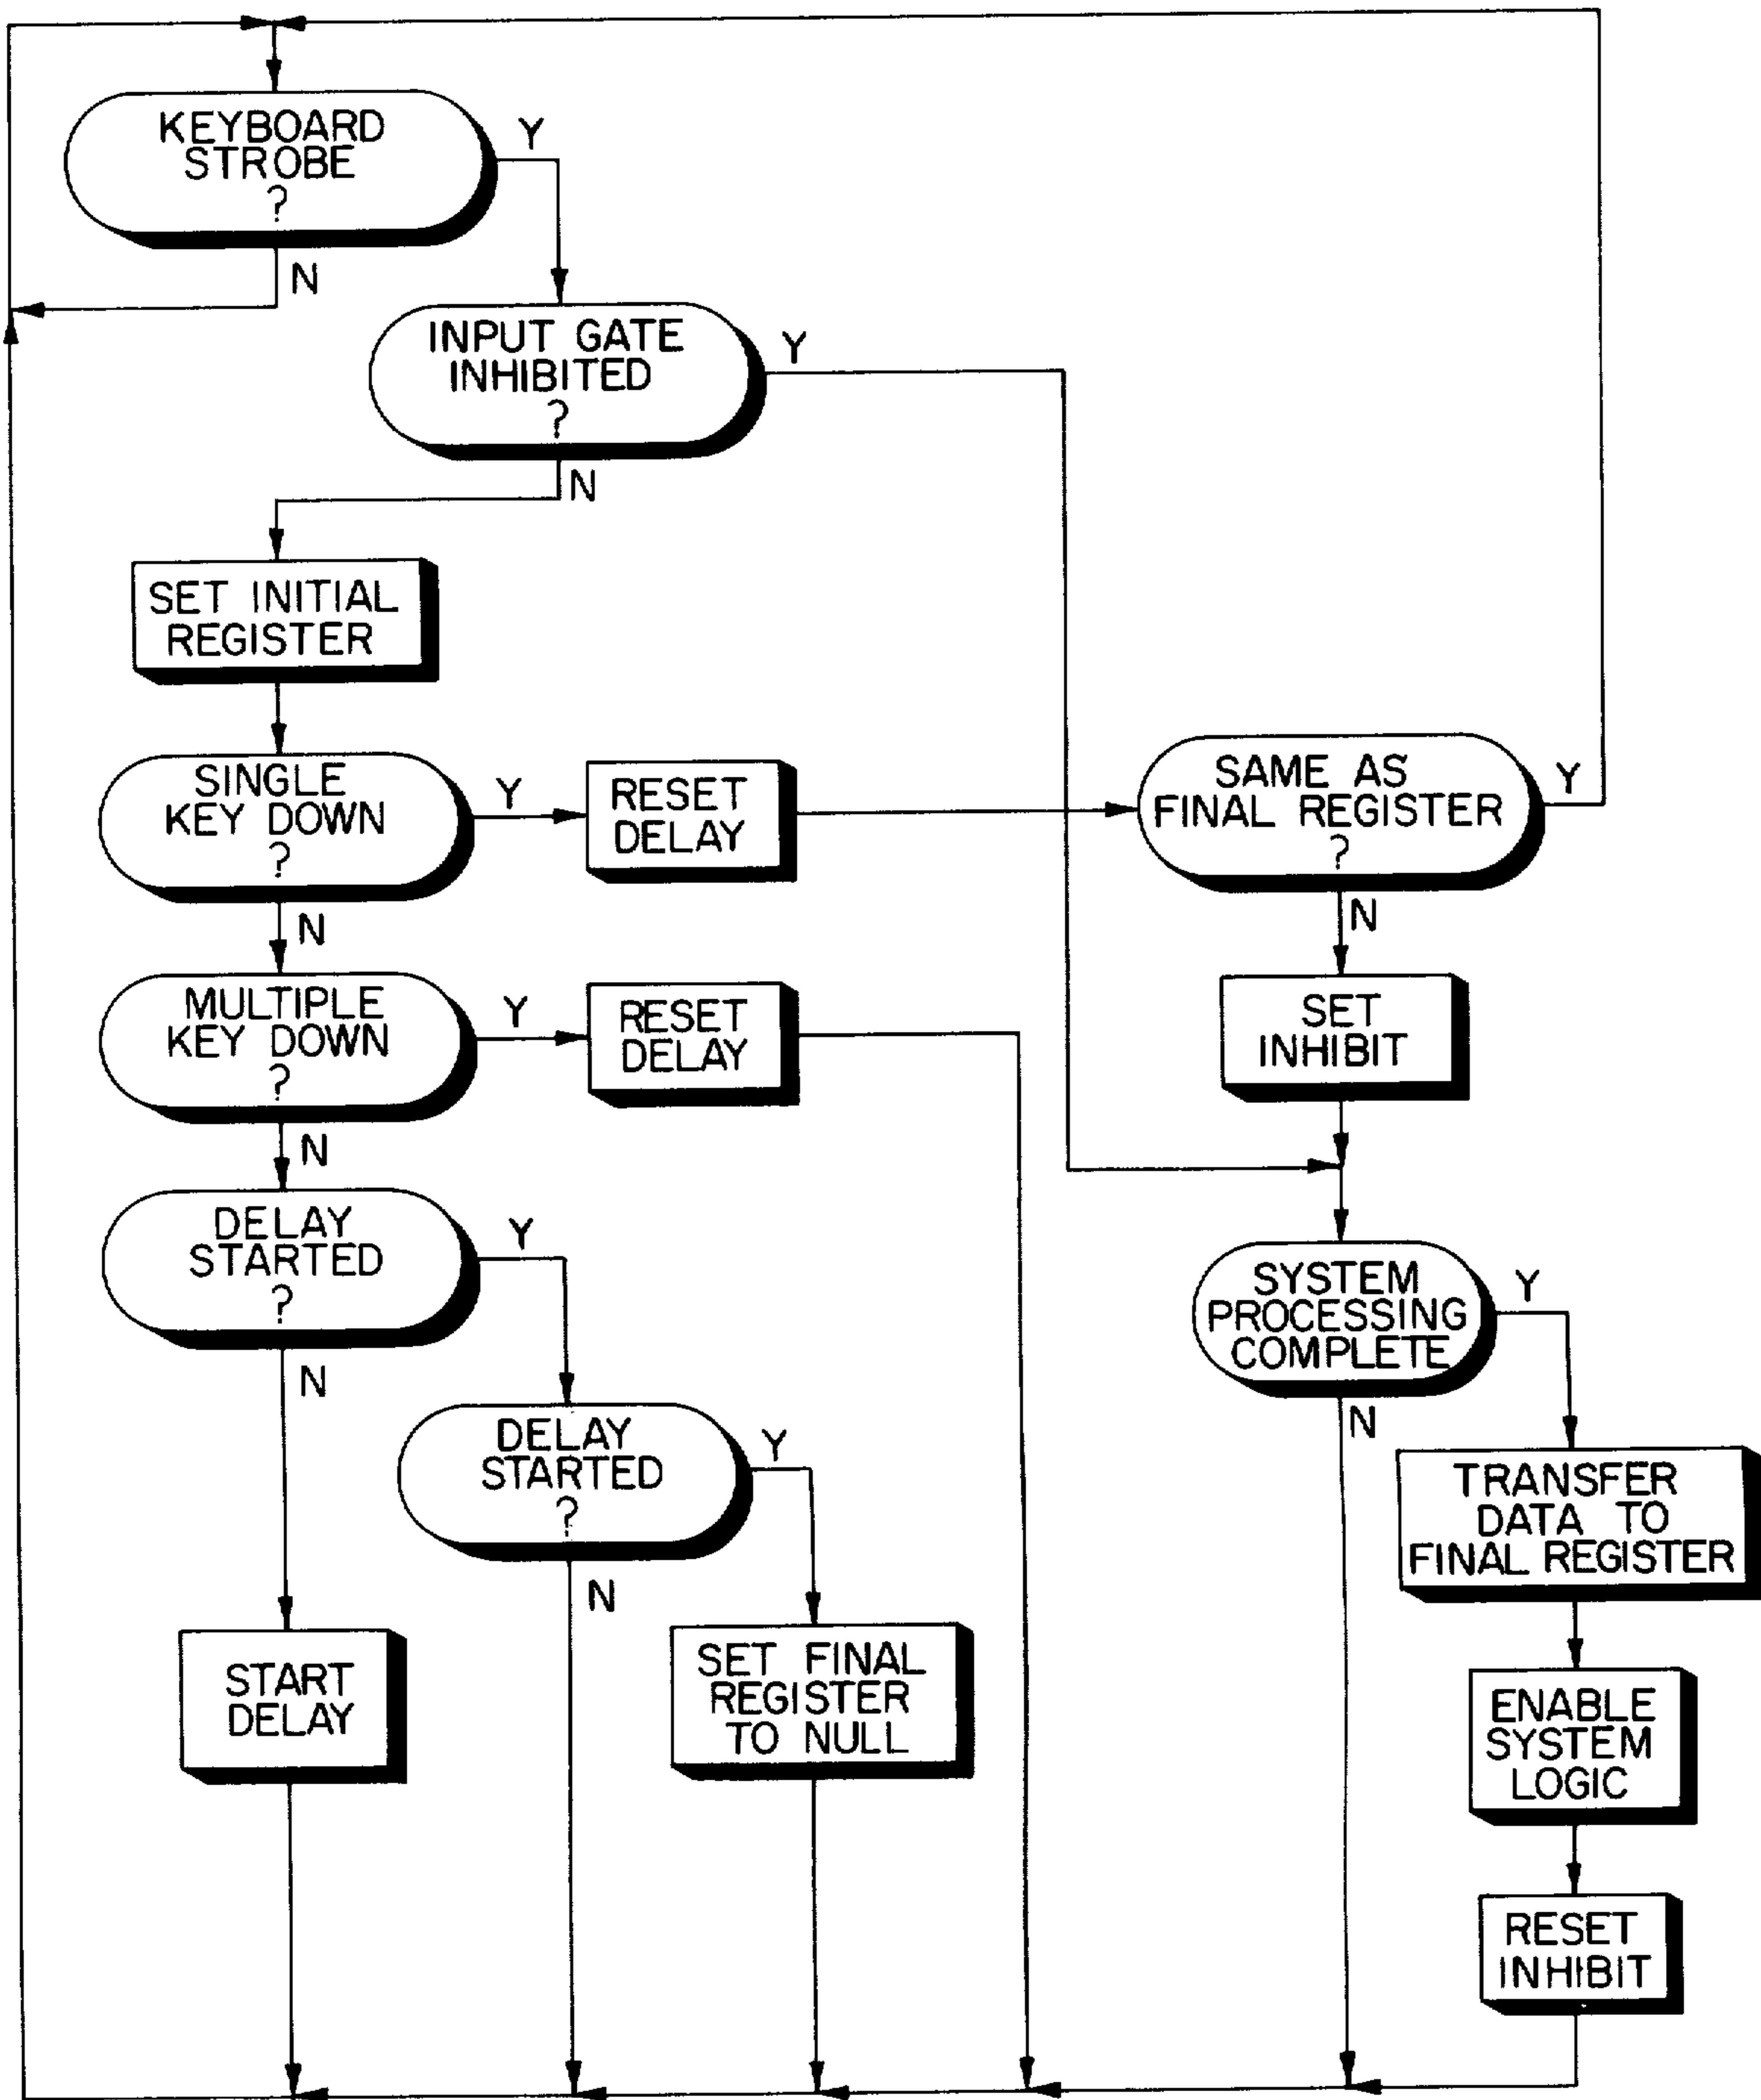 KEYBOARD
STROBE
?
Y
N
INPUT GATE
INHIBITED
?
Y
N
SET INITIAL
REGISTER
SINGLE
KEY DOWN
?
Y
N
RESET
DELAY
SAME AS
FINAL REGISTER
?
Y
N
MULTIPLE
KEY DOWN
?
Y
N
RESET
DELAY
SET
INHIBIT
DELAY
STARTED
?
Y
N
SYSTEM
PROCESSING
COMPLETE
Y
N
DELAY
STARTED
?
Y
N
TRANSFER
DATA TO
FINAL REGISTER
START
DELAY
SET FINAL
REGISTER
TO NULL
ENABLE
SYSTEM
LOGIC
RESET
INHIBIT